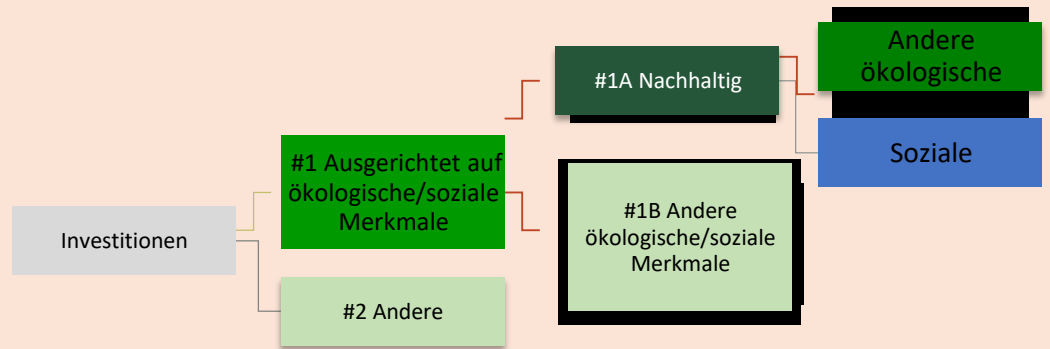 Investitionen
#1 Ausgerichtet auf
ökologische/soziale
Merkmale
#2 Andere
#1A Nachhaltig
#1B Andere
ökologische/soziale
Merkmale
Andere
ökologische
Soziale